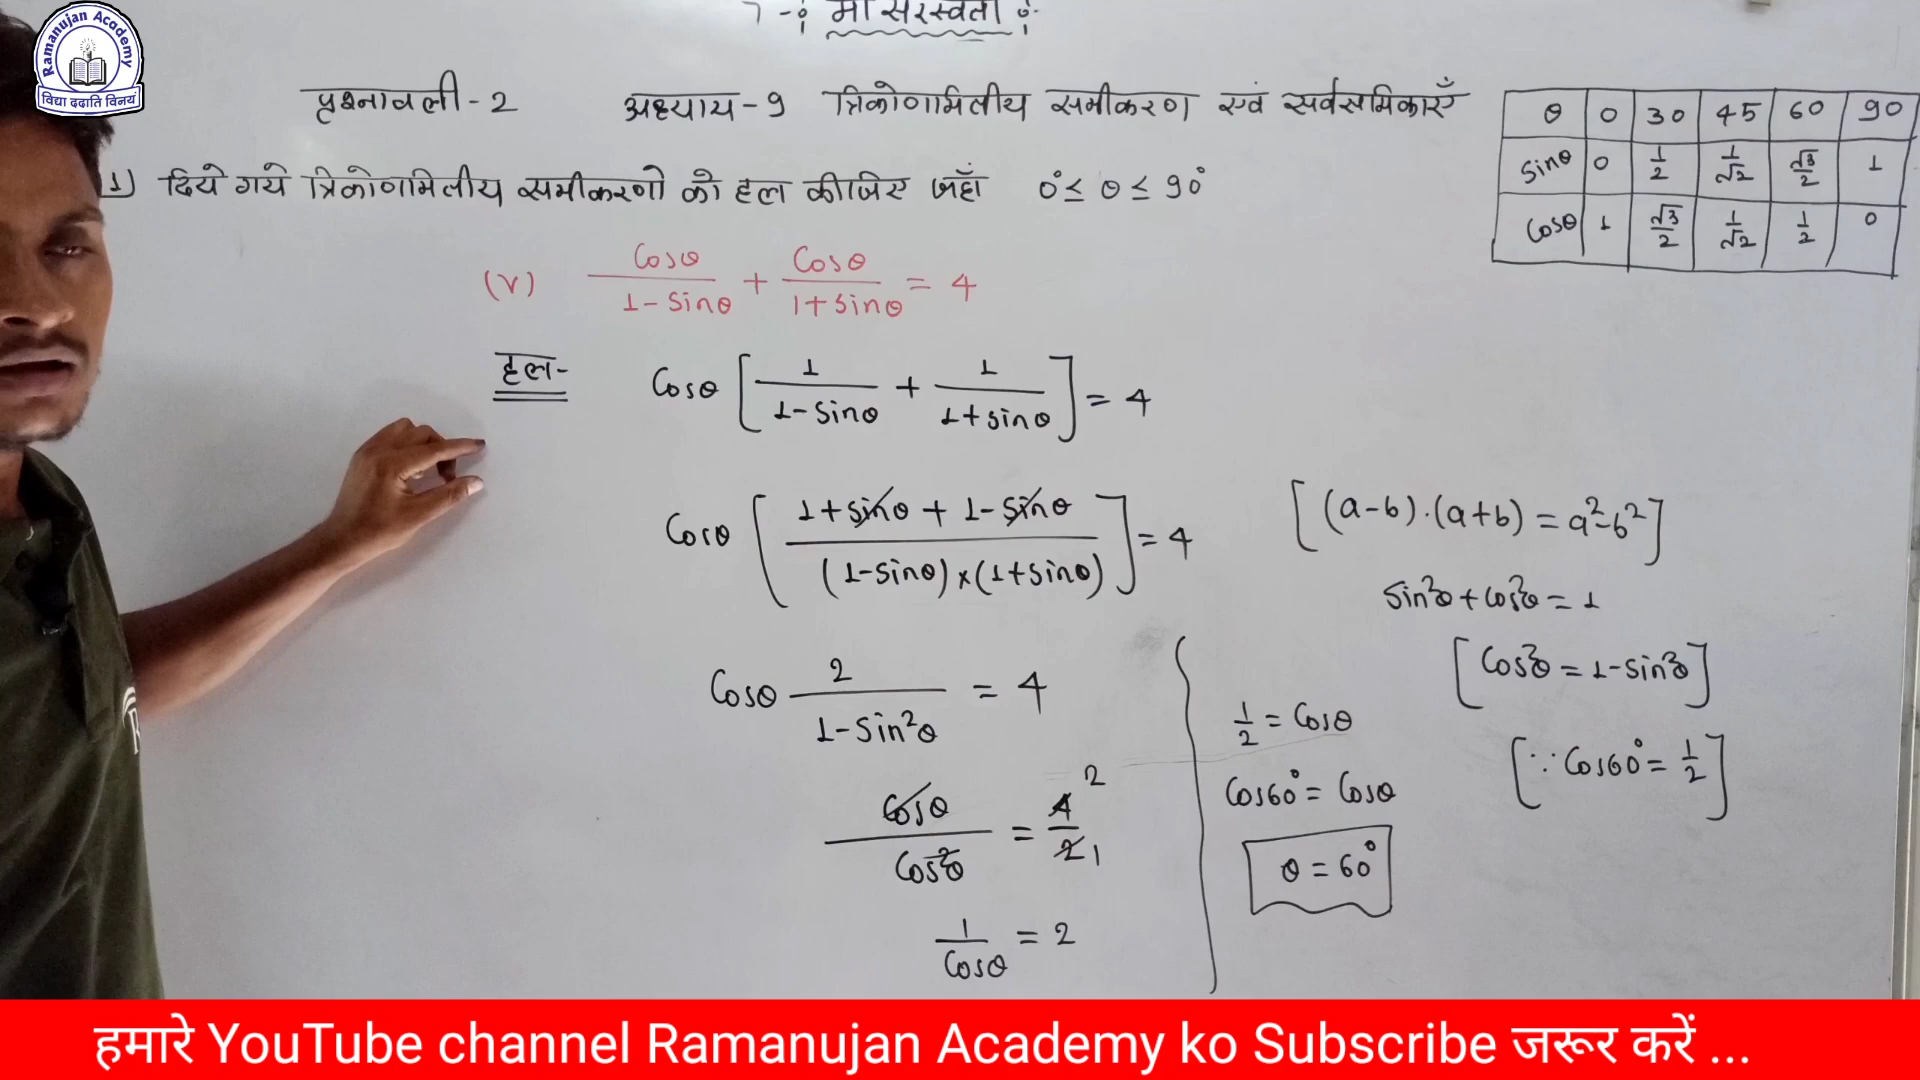 Ramanujan Academy
विद्या ददाति विनयं
माँ सरस्वती
प्रश्नावली - 2 अध्याय - 9 त्रिकोणमितीय समीकरण एवं सर्वसमिकाएँ
1) दिये गये त्रिकोणमितीय समीकरणो को हल कीजिए जहाँ 0° ≤ θ ≤ 90°
θ 0 30 45 60 90
Sinθ 0 1/2 1/√2 √3/2 1
Cosθ 1 √3/2 1/√2 1/2 0
(v) Cosθ/(1-Sinθ) + Cosθ/(1+Sinθ) = 4
हल- Cosθ [1/(1-Sinθ) + 1/(1+Sinθ)] = 4
Cosθ [(1+Sinθ + 1-Sinθ)/((1-Sinθ)×(1+Sinθ))] = 4
Cosθ 2/(1-Sin²θ) = 4
Cosθ/Cos²θ = 4/2 2 1
1/Cosθ = 2
1/2 = Cosθ
Cos60° = Cosθ
θ = 60°
[(a-b).(a+b) = a²-b²]
Sin²θ + Cos²θ = 1
[Cos²θ = 1-Sin²θ]
[∵ Cos60° = 1/2]
हमारे YouTube channel Ramanujan Academy ko Subscribe जरूर करें ...